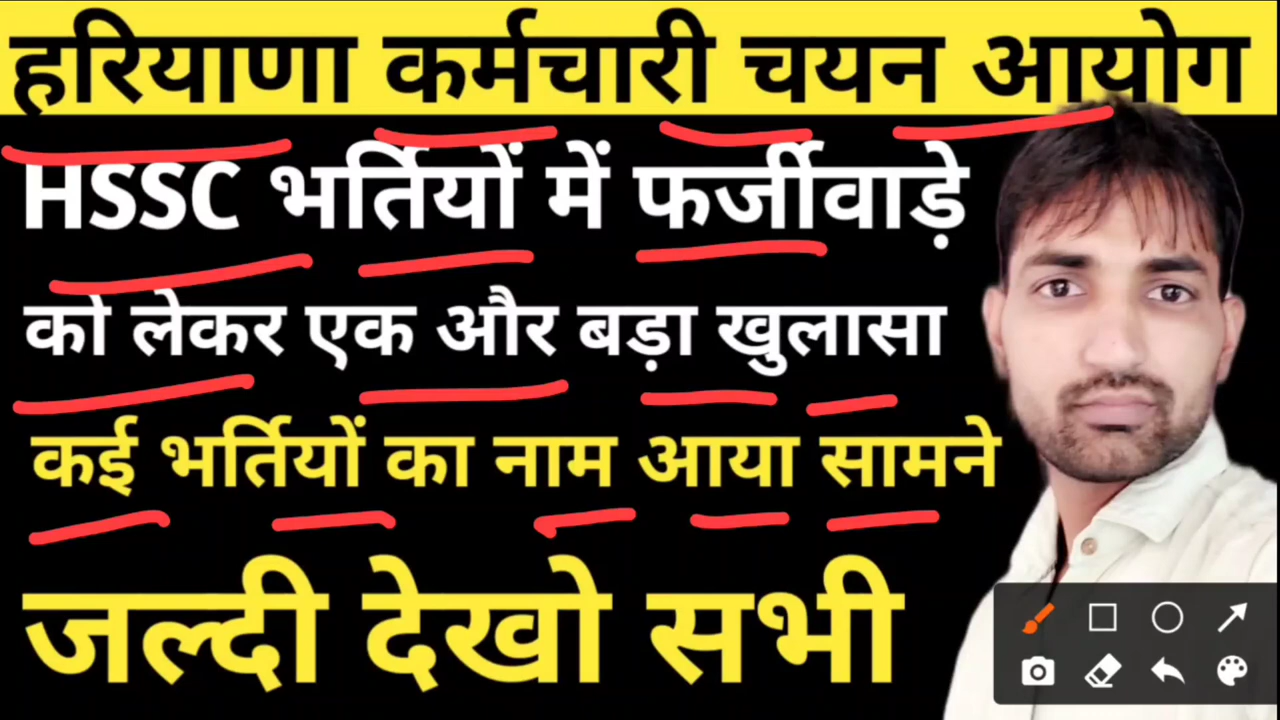 हरियाणा कर्मचारी चयन आयोग
HSSC भर्तियों में फर्जीवाड़े
को लेकर एक और बड़ा खुलासा
कई भर्तियों का नाम आया सामने
जल्दी देखो सभी